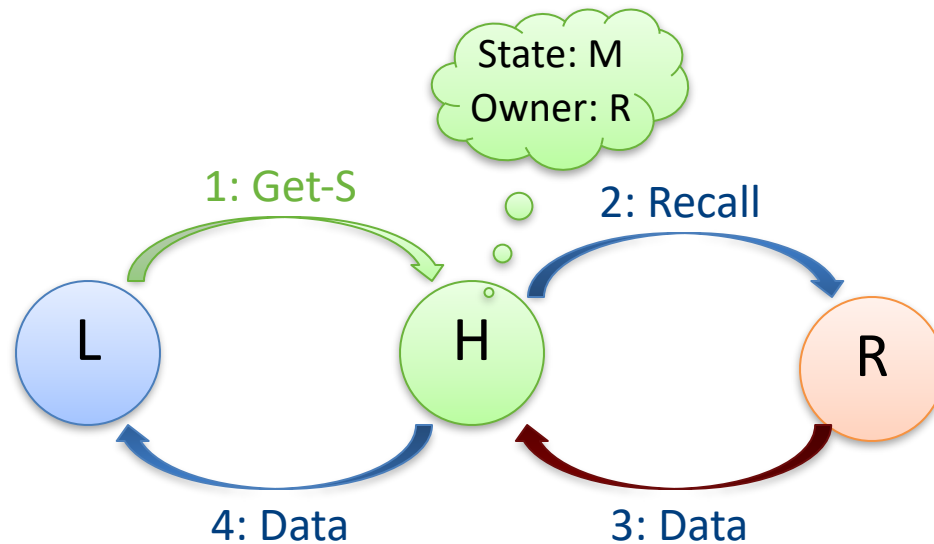 State: M
Owner: R
1: Get-S
2: Recall
L
H
R
4: Data
3: Data